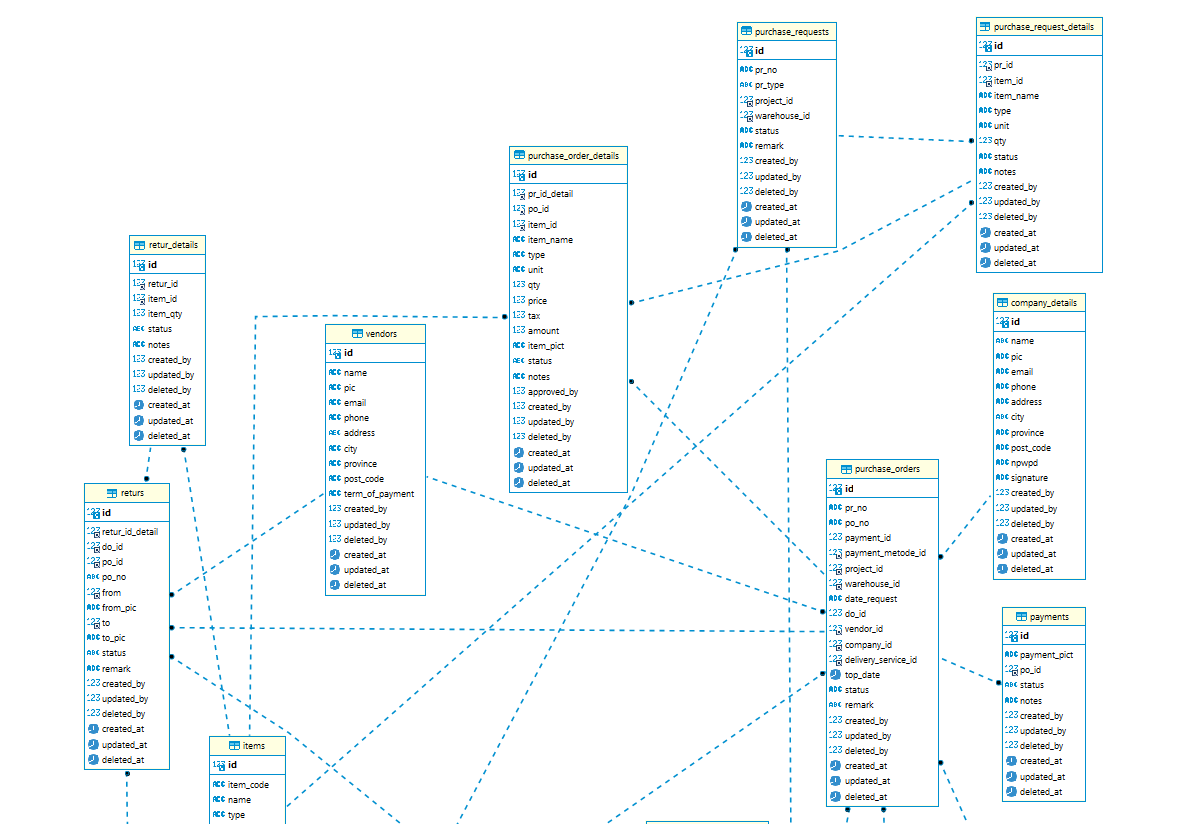 purchase_requests
id
pr_no
pr_type
project_id
warehouse_id
status
remark
created_by
updated_by
deleted_by
created_at
updated_at
deleted_at
purchase_request_details
id
pr_id
item_id
item_name
type
unit
qty
status
notes
created_by
updated_by
deleted_by
created_at
updated_at
deleted_at
purchase_order_details
id
pr_id_detail
po_id
item_id
item_name
type
unit
qty
price
tax
amount
item_pict
status
notes
approved_by
created_by
updated_by
deleted_by
created_at
updated_at
deleted_at
retur_details
id
retur_id
item_id
item_qty
status
notes
created_by
updated_by
deleted_by
created_at
updated_at
deleted_at
vendors
id
name
pic
email
phone
address
city
province
post_code
term_of_payment
created_by
updated_by
deleted_by
created_at
updated_at
deleted_at
company_details
id
name
pic
email
phone
address
city
province
post_code
npwpd
signature
created_by
updated_by
deleted_by
created_at
updated_at
deleted_at
returs
id
retur_id_detail
do_id
po_id
po_no
from
from_pic
to
to_pic
status
remark
created_by
updated_by
deleted_by
created_at
updated_at
deleted_at
purchase_orders
id
pr_no
po_no
payment_id
payment_metode_id
project_id
warehouse_id
date_request
do_id
vendor_id
company_id
delivery_service_id
top_date
status
remark
created_by
updated_by
deleted_by
created_at
updated_at
deleted_at
payments
id
payment_pict
po_id
status
notes
created_by
updated_by
deleted_by
created_at
updated_at
deleted_at
items
id
item_code
name
type